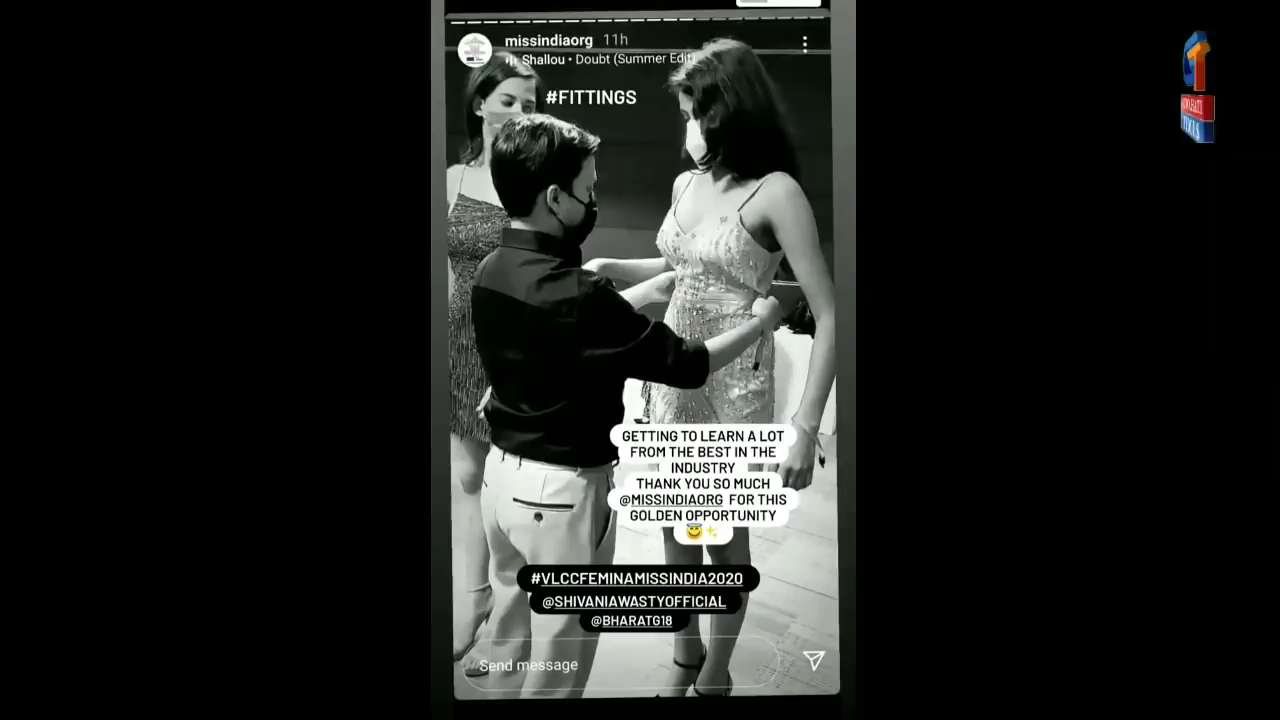 missindiaorg 11h
Shallou • Doubt (Summer Edit)
#FITTINGS
GETTING TO LEARN A LOT
FROM THE BEST IN THE
INDUSTRY
THANK YOU SO MUCH
@MISSINDIAORG FOR THIS
GOLDEN OPPORTUNITY
#VLCCFEMINAMISSINDIA2020
@SHIVANIAWASTYOFFICIAL
@BHARATG18
Send message